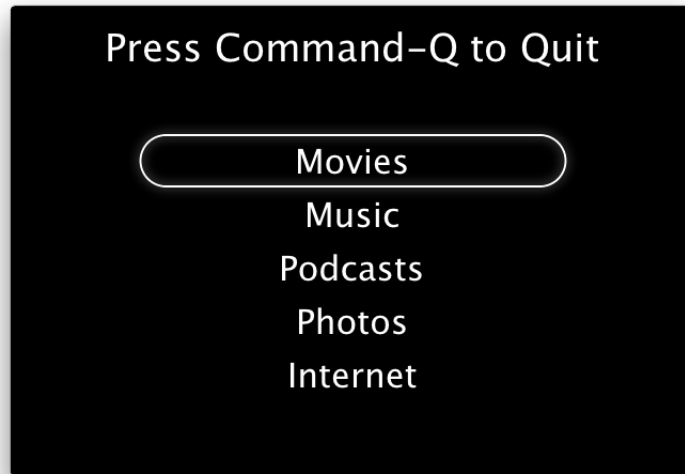 Press Command–Q to Quit
Movies
Music
Podcasts
Photos
Internet